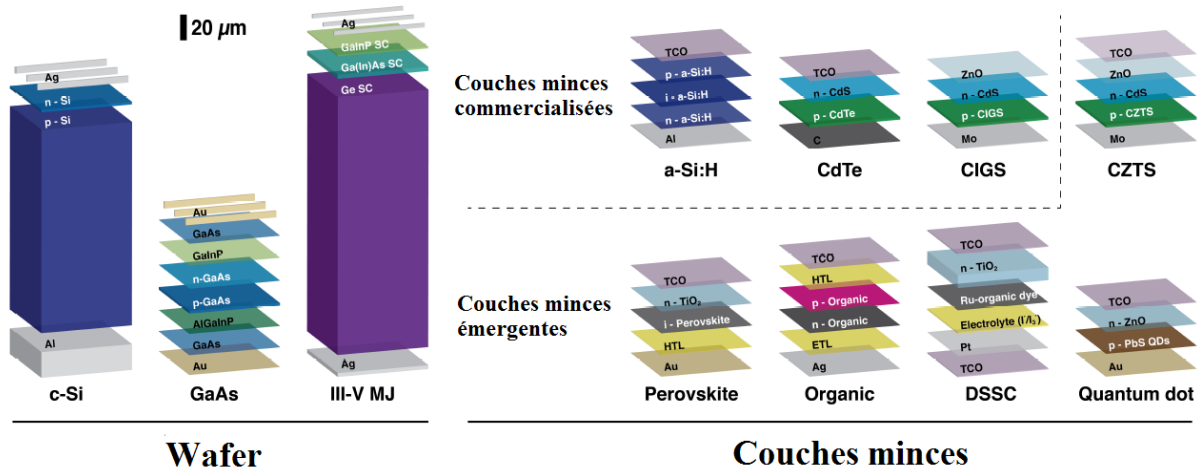 20 µm
Ag
n - Si
p - Si
Al
c-Si
Au
GaAs
GaInP
n-GaAs
p-GaAs
AlGaInP
GaAs
Au
GaAs
Ag
GaInP SC
Ga(In)As SC
Ge SC
Ag
III-V MJ
Wafer
Couches minces
commercialisées
TCO
p - a-Si:H
i - a-Si:H
n - a-Si:H
Al
a-Si:H
TCO
n - CdS
p - CdTe
C
CdTe
ZnO
n - CdS
p - CIGS
Mo
CIGS
TCO
ZnO
n - CdS
p - CZTS
Mo
CZTS
Couches minces
émergentes
TCO
n - TiO₂
i - Perovskite
HTL
Au
Perovskite
TCO
HTL
p - Organic
n - Organic
ETL
Ag
Organic
TCO
n - TiO₂
Ru-organic dye
Electrolyte (I⁻/I₃⁻)
Pt
TCO
DSSC
TCO
n - ZnO
p - PbS QDs
Au
Quantum dot
Couches minces